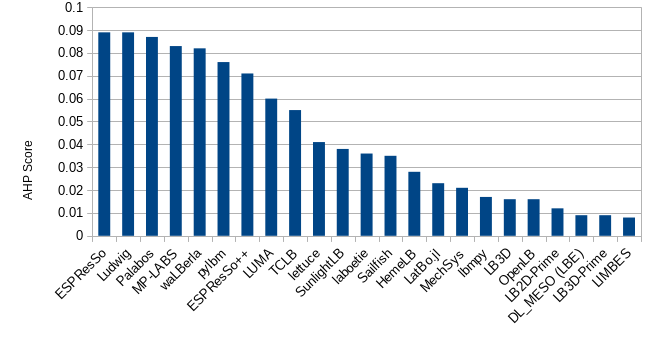 0.1
0.09
0.08
0.07
0.06
0.05
0.04
0.03
0.02
0.01
0
AHP Score
ESPResSo
Ludwig
Palabos
MP-LABS
waLBerla
pylbm
ESPResSo++
LUMA
TCLB
lettuce
SunlightLB
laboetie
Sailfish
HemeLB
LatBo.jl
MechSys
lbmpy
LB3D
OpenLB
LB2D-Prime
DL_MESO (LBE)
LB3D-Prime
LIMBES